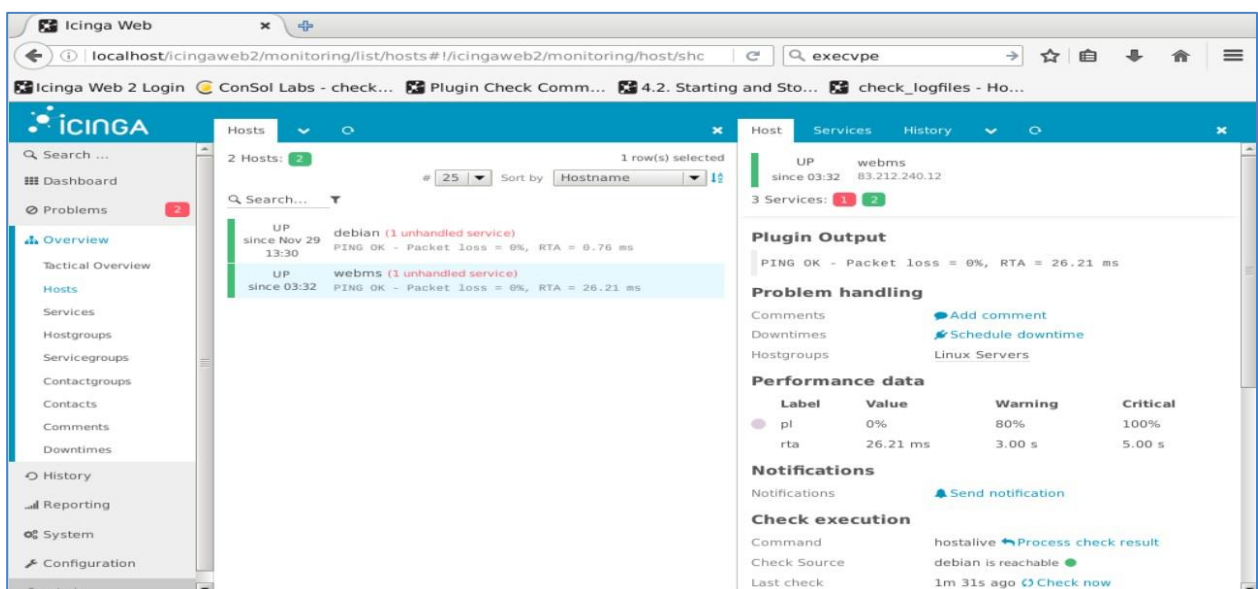 Icinga Web
localhost/icingaweb2/monitoring/list/hosts#!/icingaweb2/monitoring/host/shc
execvpe
Icinga Web 2 Login
ConSol Labs - check...
Plugin Check Comm...
4.2. Starting and Sto...
check_logfiles - Ho...
ICINGA
Search ...
Dashboard
Problems 2
Overview
Tactical Overview
Hosts
Services
Hostgroups
Servicegroups
Contactgroups
Contacts
Comments
Downtimes
History
Reporting
System
Configuration
Hosts
2 Hosts: 2
1 row(s) selected
# 25 Sort by Hostname
Search...
UP
since Nov 29
13:30
debian (1 unhandled service)
PING OK - Packet loss = 0%, RTA = 0.76 ms
UP
since 03:32
webms (1 unhandled service)
PING OK - Packet loss = 0%, RTA = 26.21 ms
Host Services History
UP webms
since 03:32 83.212.240.12
3 Services: 1 2
Plugin Output
PING OK - Packet loss = 0%, RTA = 26.21 ms
Problem handling
Comments Add comment
Downtimes Schedule downtime
Hostgroups Linux Servers
Performance data
Label Value Warning Critical
pl 0% 80% 100%
rta 26.21 ms 3.00 s 5.00 s
Notifications
Notifications Send notification
Check execution
Command hostalive Process check result
Check Source debian is reachable
Last check 1m 31s ago Check now